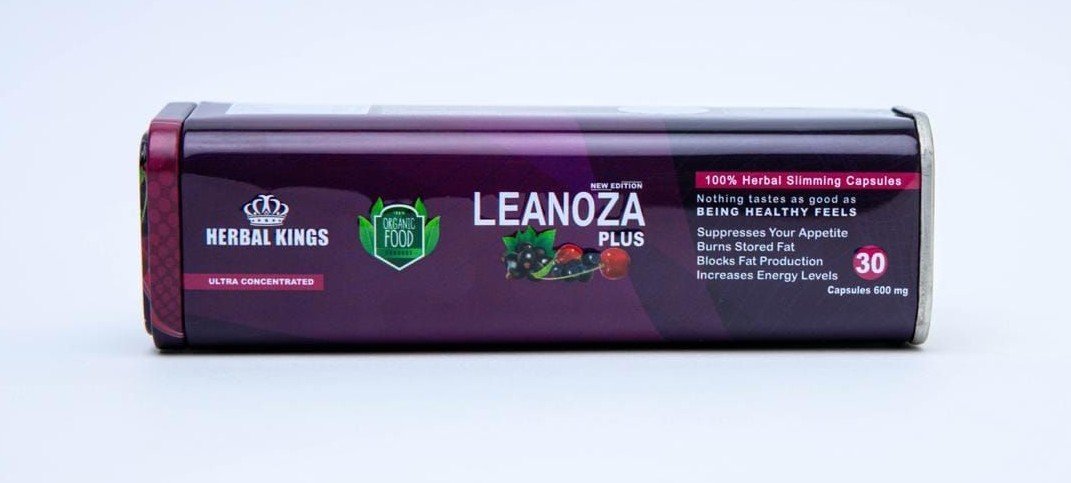 HERBAL KINGS
ULTRA CONCENTRATED
100%
ORGANIC
FOOD
NEW EDITION
LEANOZA
PLUS
100% Herbal Slimming Capsules
Nothing tastes as good as
BEING HEALTHY FEELS
Suppresses Your Appetite
Burns Stored Fat
Blocks Fat Production
Increases Energy Levels
30
Capsules 600 mg